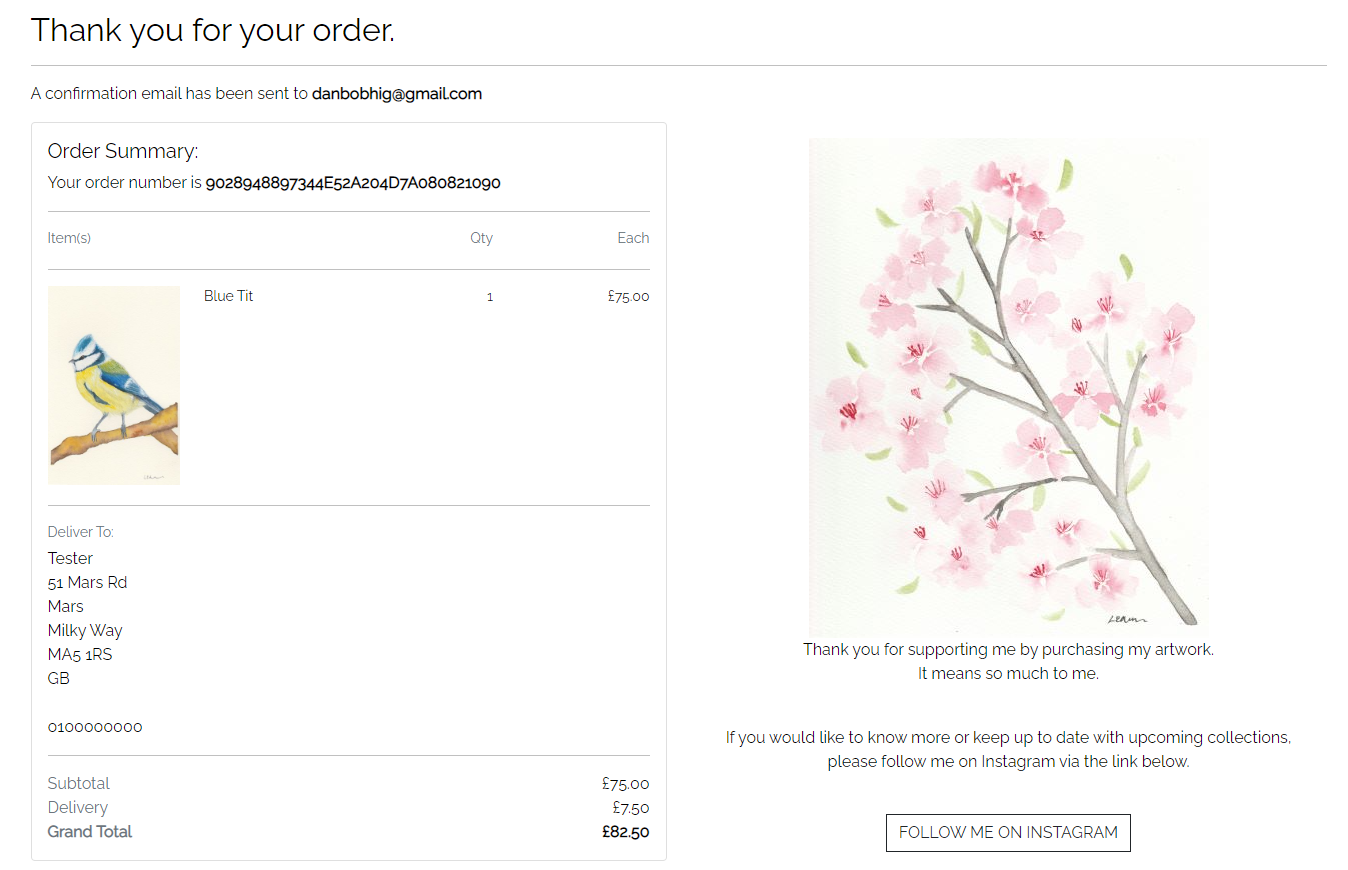 Thank you for your order.
A confirmation email has been sent to danbobhig@gmail.com
Order Summary:
Your order number is 9028948897344E52A204D7A080821090
Item(s) Qty Each
Blue Tit 1 £75.00
Deliver To:
Tester
51 Mars Rd
Mars
Milky Way
MA5 1RS
GB
0100000000
Subtotal £75.00
Delivery £7.50
Grand Total £82.50
Thank you for supporting me by purchasing my artwork.
It means so much to me.
If you would like to know more or keep up to date with upcoming collections,
please follow me on Instagram via the link below.
FOLLOW ME ON INSTAGRAM